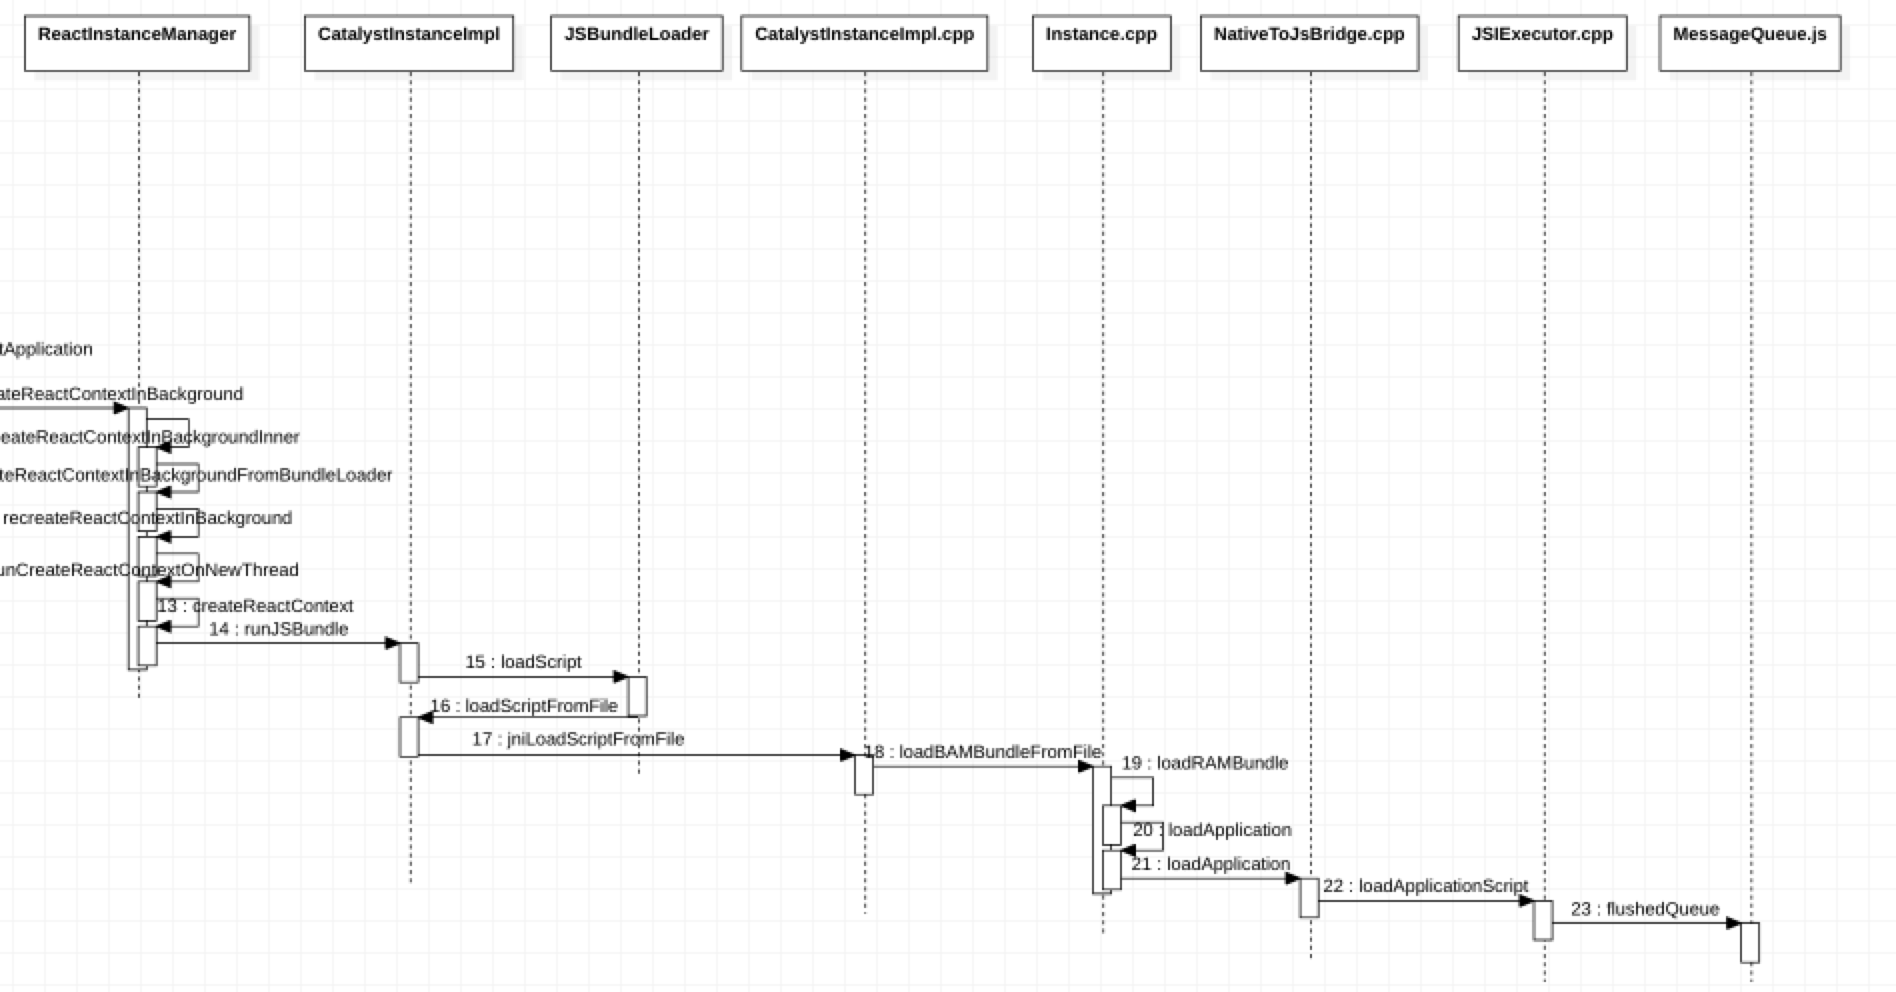 ReactInstanceManager CatalystInstanceImpl JSBundleLoader CatalystInstanceImpl.cpp Instance.cpp NativeToJsBridge.cpp JSIExecutor.cpp MessageQueue.js
tApplication
ateReactContextInBackground
eateReactContextInBackgroundInner
teReactContextInBackgroundFromBundleLoader
recreateReactContextInBackground
unCreateReactContextOnNewThread
13 : createReactContext
14 : runJSBundle
15 : loadScript
16 : loadScriptFromFile
17 : jniLoadScriptFromFile
18 : loadBAMBundleFromFile
19 : loadRAMBundle
20 : loadApplication
21 : loadApplication
22 : loadApplicationScript
23 : flushedQueue